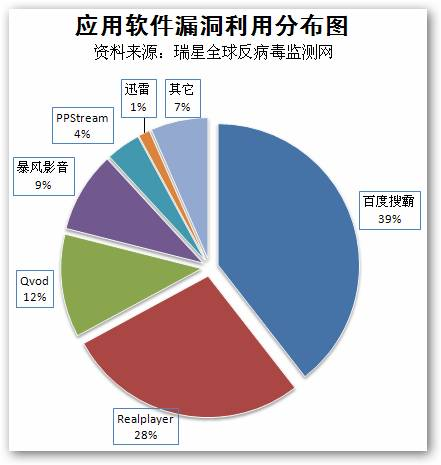 应用软件漏洞利用分布图
资料来源：瑞星全球反病毒监测网
迅雷
1%
其它
7%
PPStream
4%
暴风影音
9%
百度搜霸
39%
Qvod
12%
Realplayer
28%